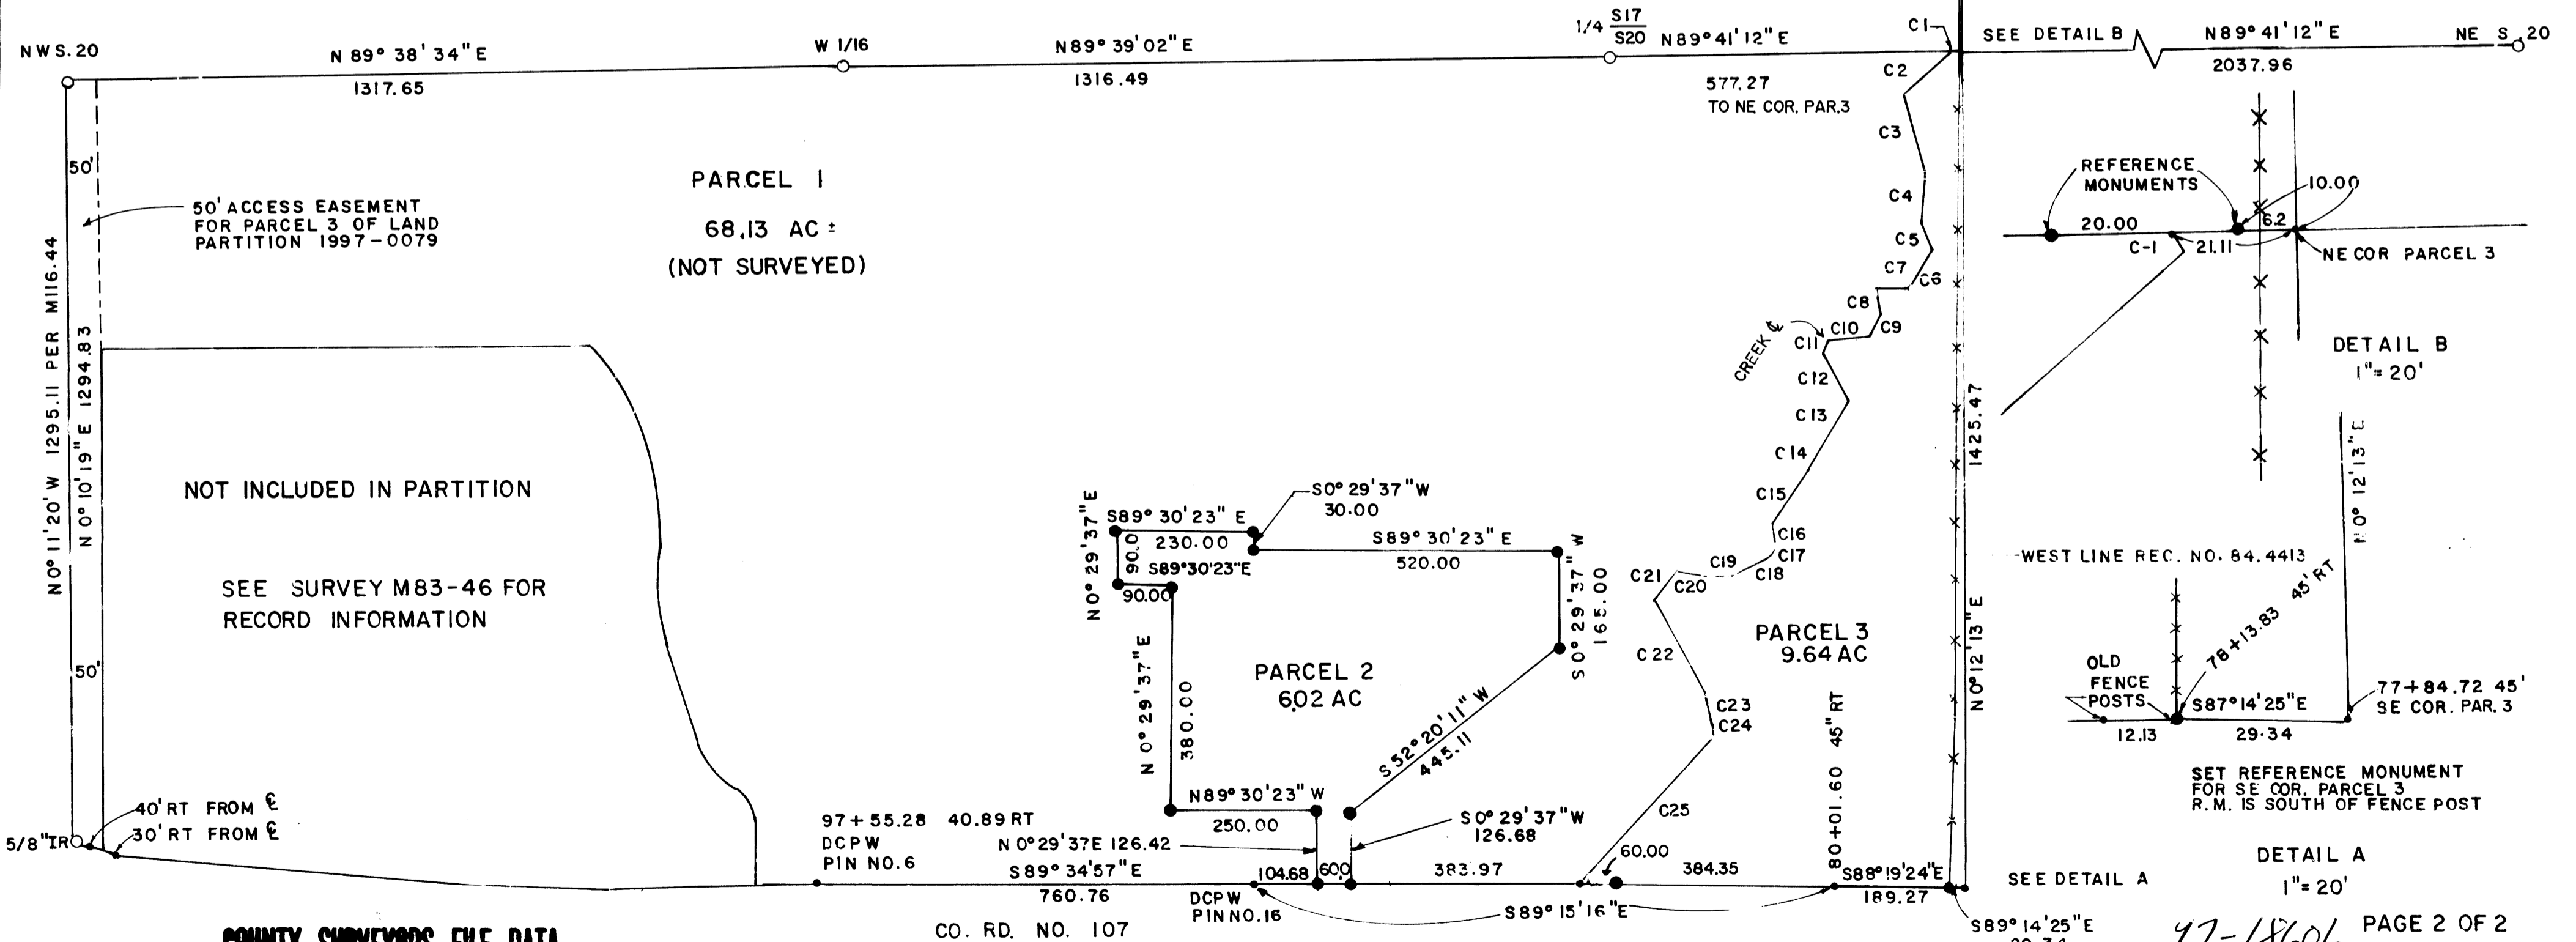 NW S.20
N 89° 38' 34" E
1317.65
W 1/16
N89° 39' 02" E
1316.49
1/4 S17
S20
N89° 41' 12" E
577.27
TO NE COR. PAR.3
C1
SEE DETAIL B
N89° 41' 12" E
2037.96
NE S.20
C2
C3
C4
C5
C7
C6
C8
C9
C10
C11
CREEK ℄
C12
C13
C14
C15
C16
C17
C18
C19
C20
C21
C22
C23
C24
C25
50'
50' ACCESS EASEMENT
FOR PARCEL 3 OF LAND
PARTITION 1997-0079
PARCEL 1
68.13 AC ±
(NOT SURVEYED)
N0° 11' 20" W 1295.11 PER M116.44
N 0° 10' 19" E 1294.83
NOT INCLUDED IN PARTITION
SEE SURVEY M83-46 FOR
RECORD INFORMATION
50'
40' RT FROM ℄
30' RT FROM ℄
5/8" IR
N0° 29' 37" E
S89° 30' 23" E
230.00
90.0
S89° 30' 23" E
90.00
S0° 29' 37" W
30.00
S89° 30' 23" E
520.00
S 0° 29' 37" W
165.00
N 0° 29' 37" E
380.00
PARCEL 2
6.02 AC
S 52° 20' 11" W
445.11
N89° 30' 23" W
250.00
N 0° 29' 37 E 126.42
S 0° 29' 37" W
126.68
97+55.28 40.89 RT
DCPW
PIN NO. 6
S89° 34' 57" E
760.76
104.68
60.0
383.97
60.00
384.35
DCPW
PIN NO. 16
S89° 15' 16" E
CO. RD. NO. 107
PARCEL 3
9.64 AC
80+01.60 45" RT
1425.47
N 0° 12' 13" E
S88° 19' 24" E
189.27
S89° 14' 25" E
SEE DETAIL A
REFERENCE
MONUMENTS
10.00
20.00
6.2
C-1
21.11
NE COR PARCEL 3
DETAIL B
1" = 20'
N 0° 12' 13" E
WEST LINE REC. NO. 84.4413
78+13.83 45' RT
OLD
FENCE
POSTS
S87° 14' 25" E
12.13
29.34
77+84.72 45'
SE COR. PAR. 3
SET REFERENCE MONUMENT
FOR SE COR. PARCEL 3
R.M. IS SOUTH OF FENCE POST
DETAIL A
1" = 20'
PAGE 2 OF 2
COUNTY SURVEYORS FILE DATA